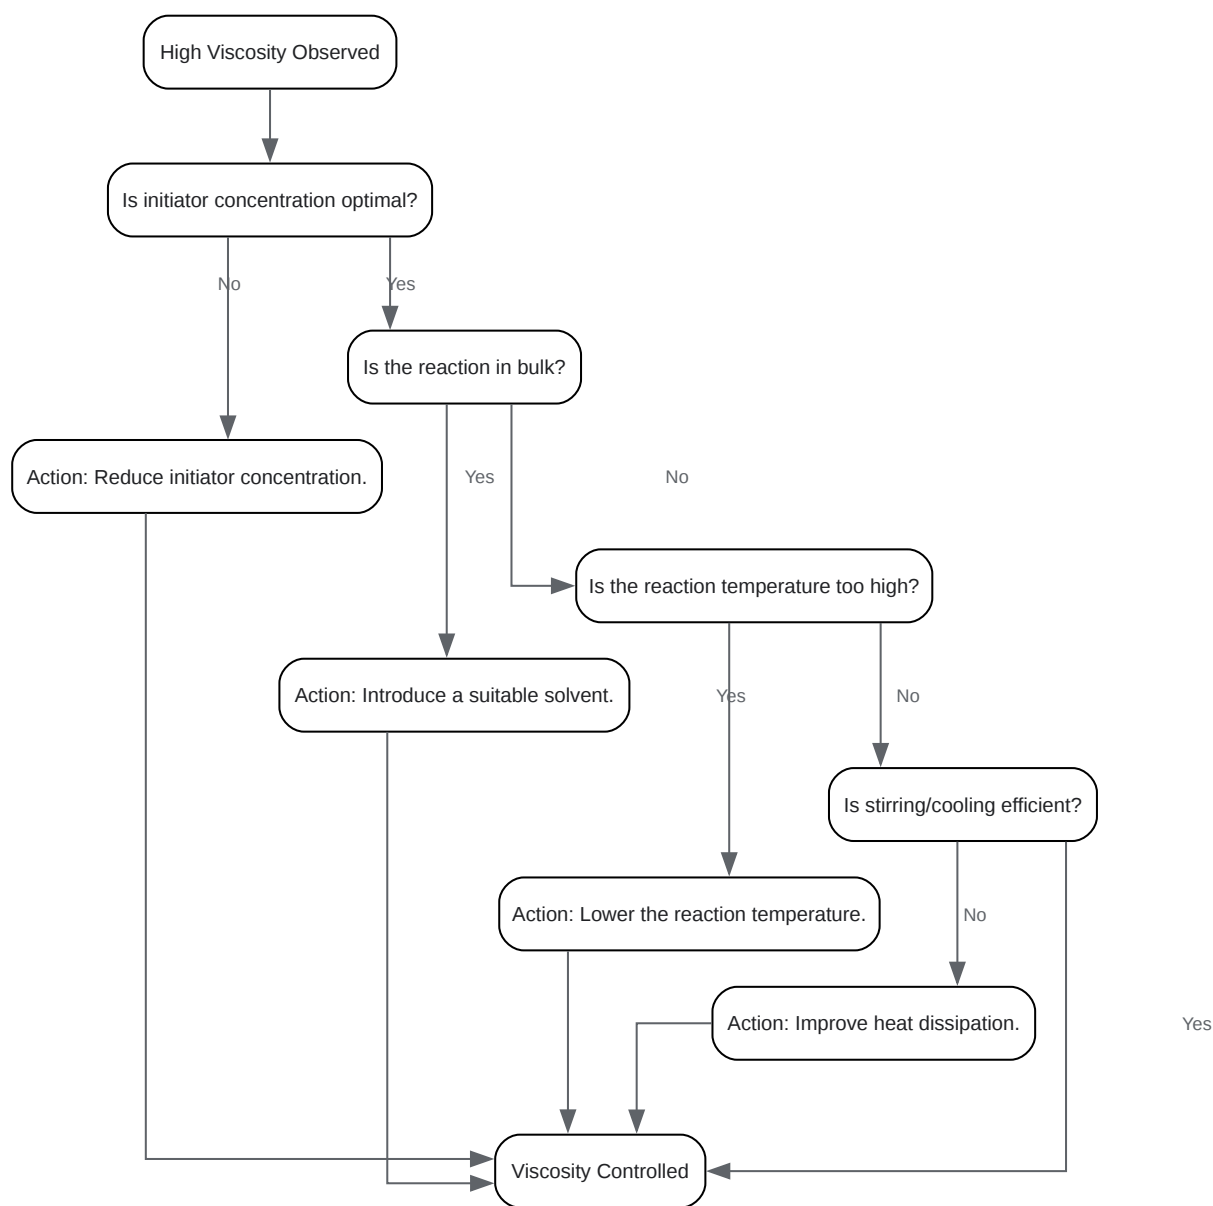 High Viscosity Observed
Is initiator concentration optimal?
No
Yes
Is the reaction in bulk?
Action: Reduce initiator concentration.
Yes
No
Is the reaction temperature too high?
Action: Introduce a suitable solvent.
Yes
No
Is stirring/cooling efficient?
Action: Lower the reaction temperature.
No
Action: Improve heat dissipation.
Yes
Viscosity Controlled